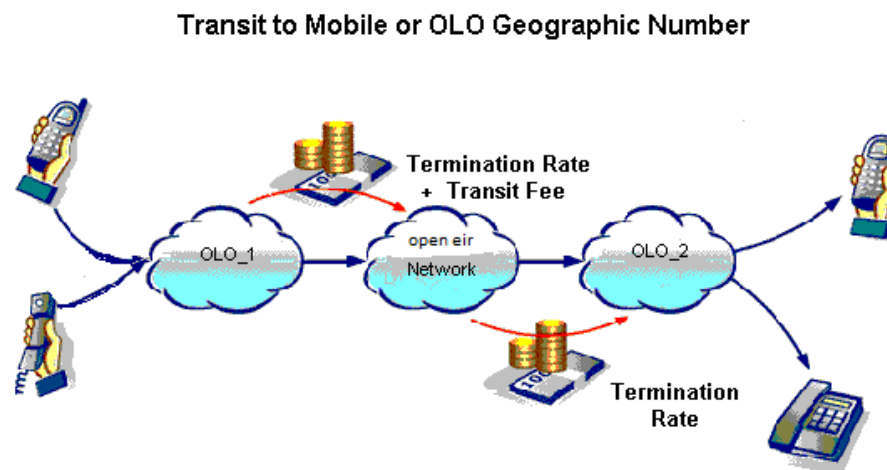 Transit to Mobile or OLO Geographic Number
Termination Rate
+ Transit Fee
OLO_1
open eir
Network
OLO_2
Termination
Rate